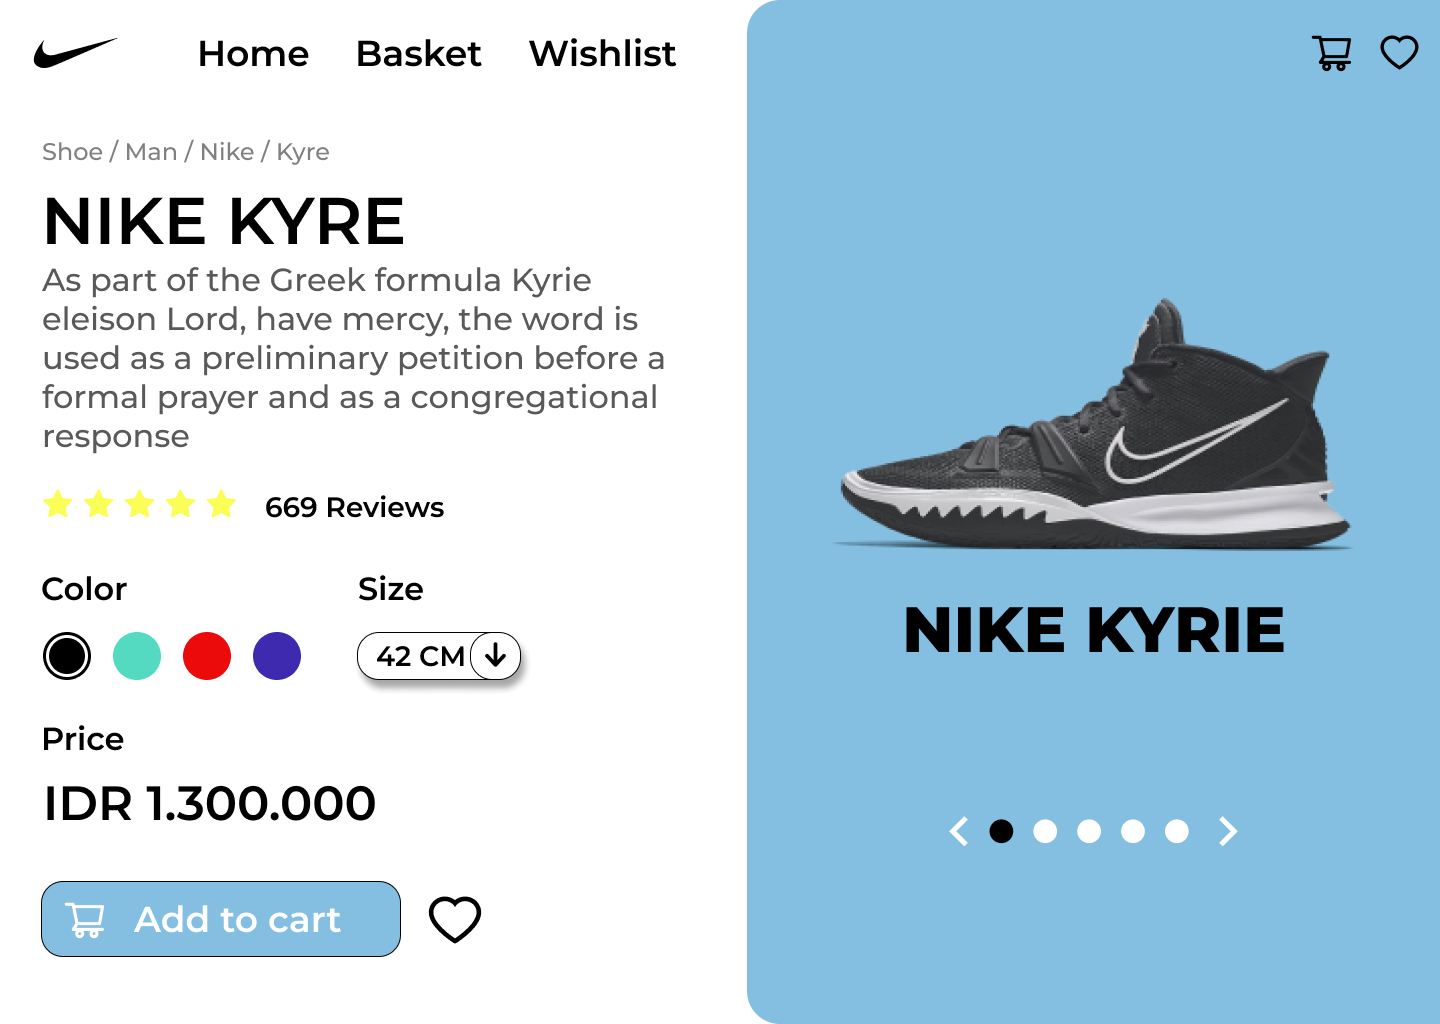 Home Basket Wishlist
Shoe / Man / Nike / Kyre
NIKE KYRE
As part of the Greek formula Kyrie
eleison Lord, have mercy, the word is
used as a preliminary petition before a
formal prayer and as a congregational
response
669 Reviews
Color
Size
42 CM
Price
IDR 1.300.000
Add to cart
NIKE KYRIE